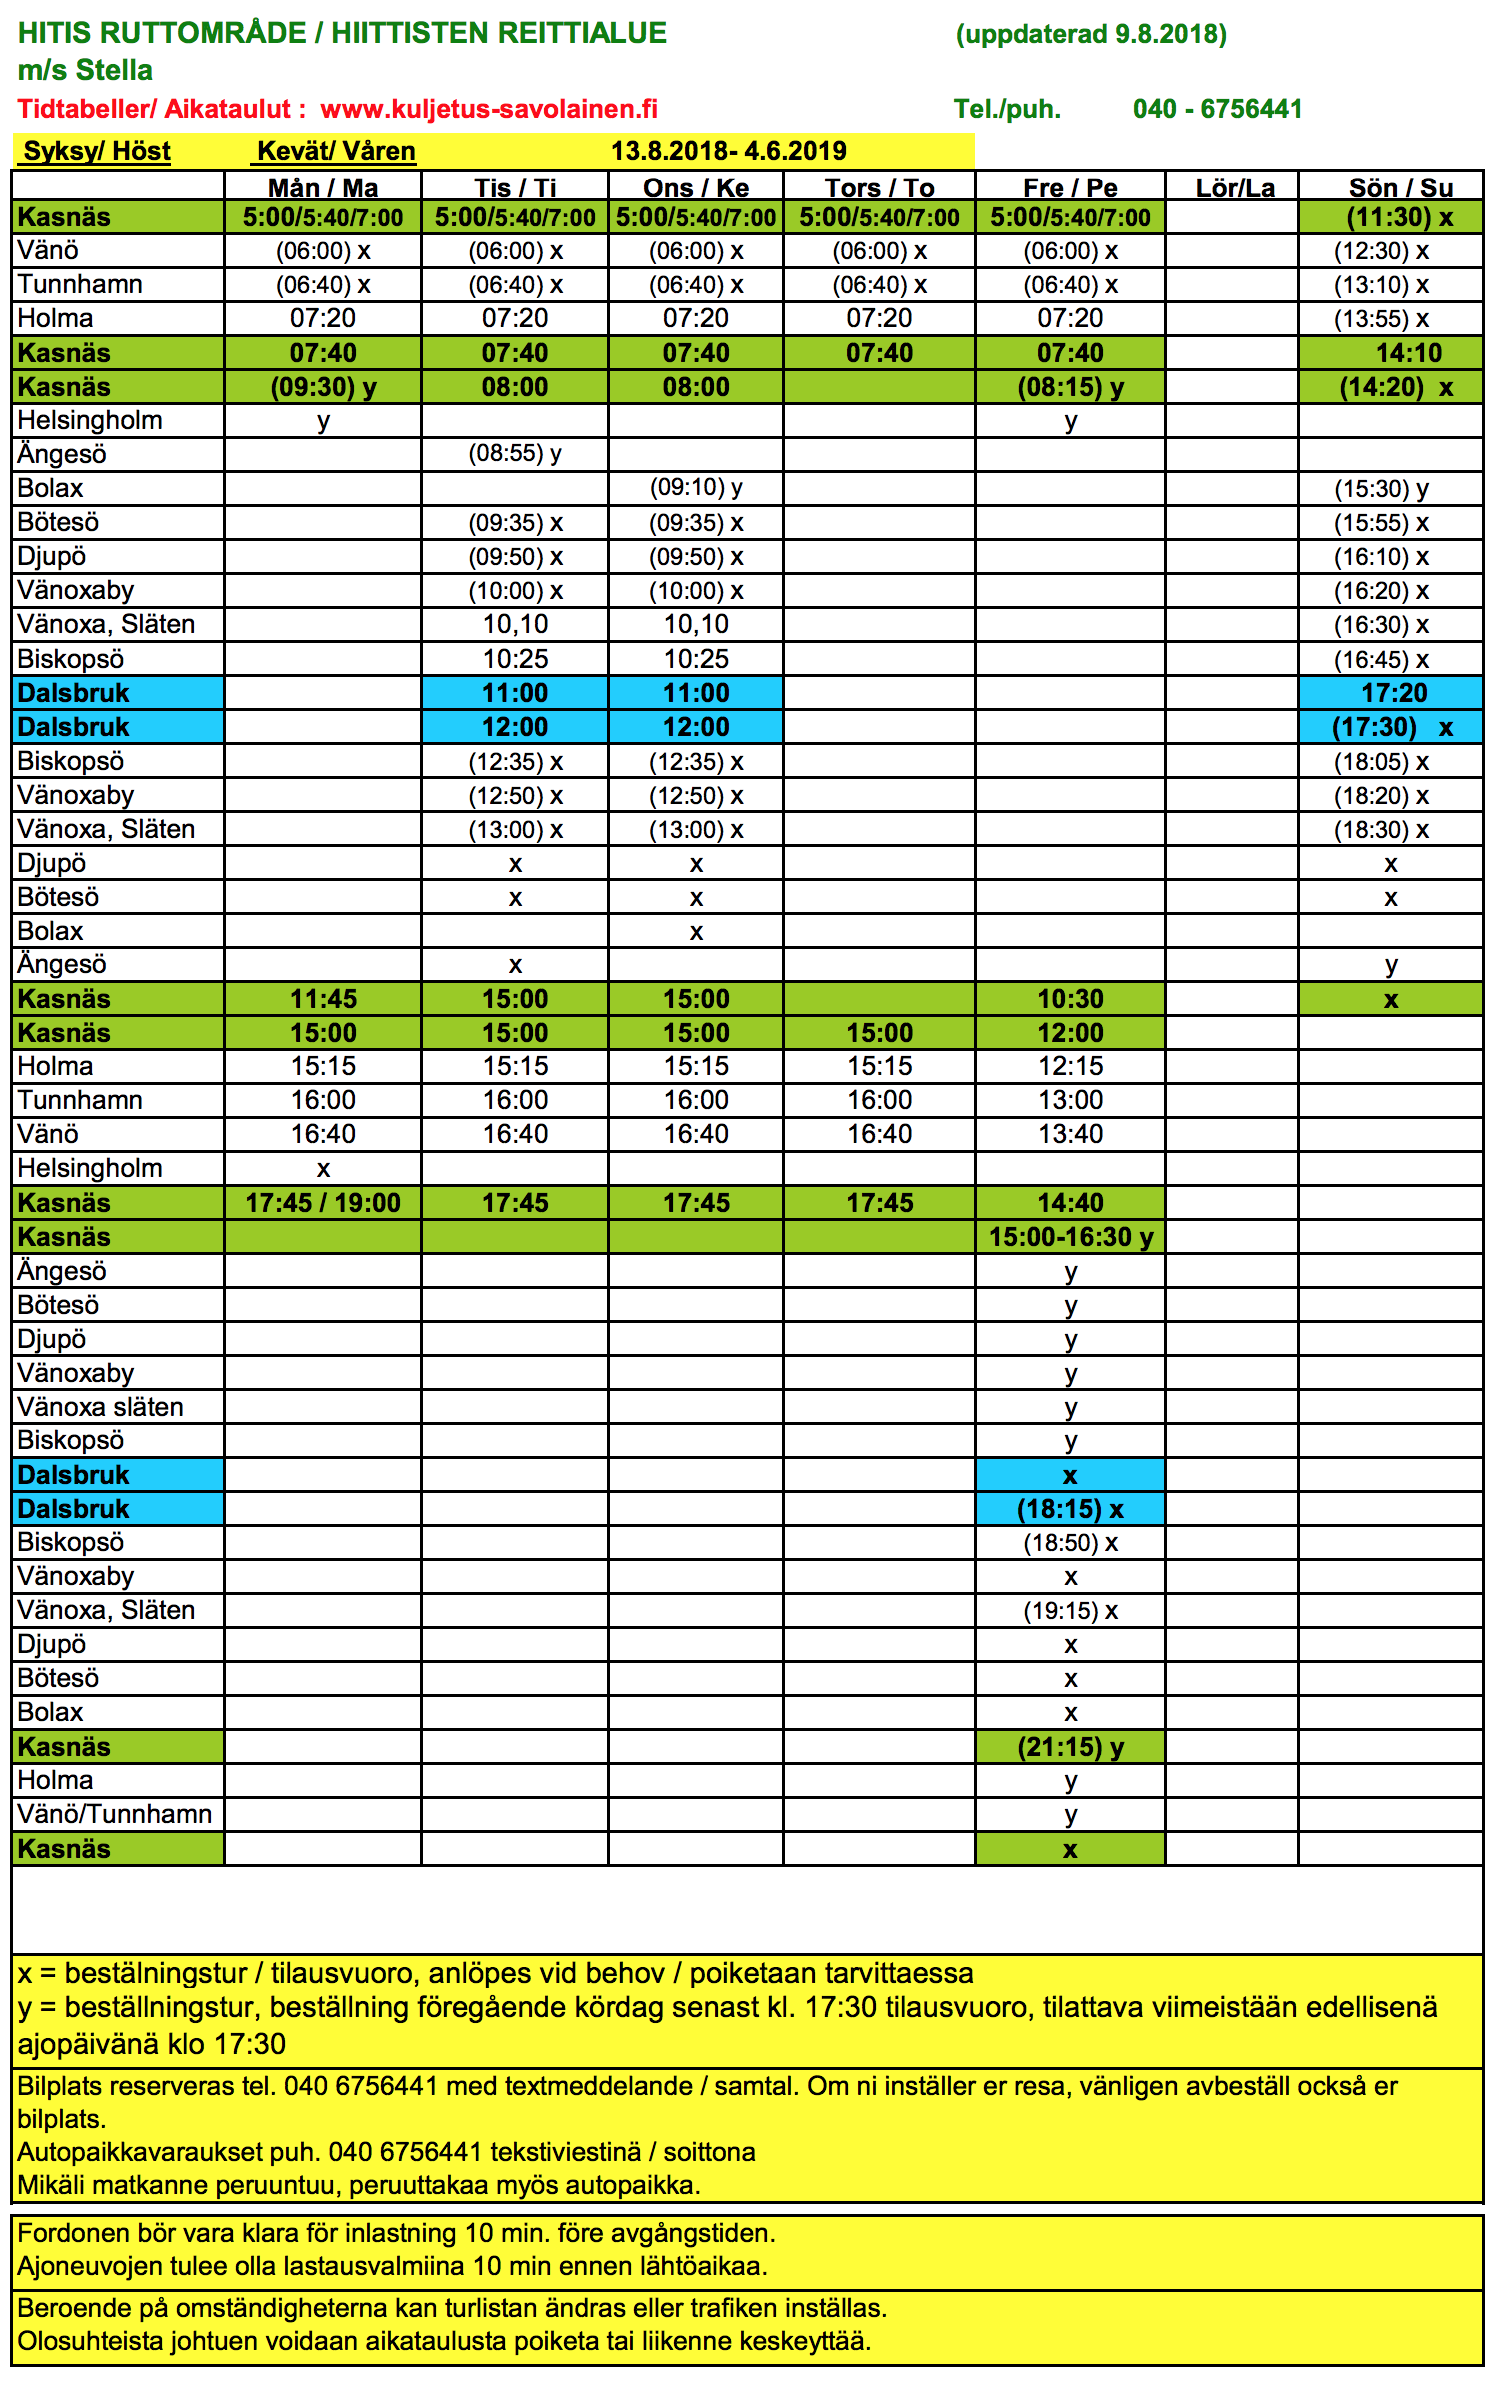 HITIS RUTTOMRÅDE / HIITTISTEN REITTIALUE (uppdaterad 9.8.2018)
m/s Stella
Tidtabeller/ Aikataulut : www.kuljetus-savolainen.fi Tel./puh. 040 - 6756441
Syksy/ Höst Kevät/ Våren 13.8.2018- 4.6.2019
Mån / Ma Tis / Ti Ons / Ke Tors / To Fre / Pe Lör/La Sön / Su
Kasnäs 5:00/5:40/7:00 5:00/5:40/7:00 5:00/5:40/7:00 5:00/5:40/7:00 5:00/5:40/7:00 (11:30) x
Vänö (06:00) x (06:00) x (06:00) x (06:00) x (06:00) x (12:30) x
Tunnhamn (06:40) x (06:40) x (06:40) x (06:40) x (06:40) x (13:10) x
Holma 07:20 07:20 07:20 07:20 07:20 (13:55) x
Kasnäs 07:40 07:40 07:40 07:40 07:40 14:10
Kasnäs (09:30) y 08:00 08:00 (08:15) y (14:20) x
Helsingholm y y
Ängesö (08:55) y
Bolax (09:10) y (15:30) y
Bötesö (09:35) x (09:35) x (15:55) x
Djupö (09:50) x (09:50) x (16:10) x
Vänoxaby (10:00) x (10:00) x (16:20) x
Vänoxa, Släten 10,10 10,10 (16:30) x
Biskopsö 10:25 10:25 (16:45) x
Dalsbruk 11:00 11:00 17:20
Dalsbruk 12:00 12:00 (17:30) x
Biskopsö (12:35) x (12:35) x (18:05) x
Vänoxaby (12:50) x (12:50) x (18:20) x
Vänoxa, Släten (13:00) x (13:00) x (18:30) x
Djupö x x x
Bötesö x x x
Bolax x
Ängesö x y
Kasnäs 11:45 15:00 15:00 10:30 x
Kasnäs 15:00 15:00 15:00 15:00 12:00
Holma 15:15 15:15 15:15 15:15 12:15
Tunnhamn 16:00 16:00 16:00 16:00 13:00
Vänö 16:40 16:40 16:40 16:40 13:40
Helsingholm x
Kasnäs 17:45 / 19:00 17:45 17:45 17:45 14:40
Kasnäs 15:00-16:30 y
Ängesö y
Bötesö y
Djupö y
Vänoxaby y
Vänoxa släten y
Biskopsö y
Dalsbruk x
Dalsbruk (18:15) x
Biskopsö (18:50) x
Vänoxaby x
Vänoxa, Släten (19:15) x
Djupö x
Bötesö x
Bolax x
Kasnäs (21:15) y
Holma y
Vänö/Tunnhamn y
Kasnäs x
x = bestälningstur / tilausvuoro, anlöpes vid behov / poiketaan tarvittaessa
y = beställningstur, beställning föregående kördag senast kl. 17:30 tilausvuoro, tilattava viimeistään edellisenä
ajopäivänä klo 17:30
Bilplats reserveras tel. 040 6756441 med textmeddelande / samtal. Om ni inställer er resa, vänligen avbeställ också er
bilplats.
Autopaikkavaraukset puh. 040 6756441 tekstiviestinä / soittona
Mikäli matkanne peruuntuu, peruuttakaa myös autopaikka.
Fordonen bör vara klara för inlastning 10 min. före avgångstiden.
Ajoneuvojen tulee olla lastausvalmiina 10 min ennen lähtöaikaa.
Beroende på omständigheterna kan turlistan ändras eller trafiken inställas.
Olosuhteista johtuen voidaan aikataulusta poiketa tai liikenne keskeyttää.